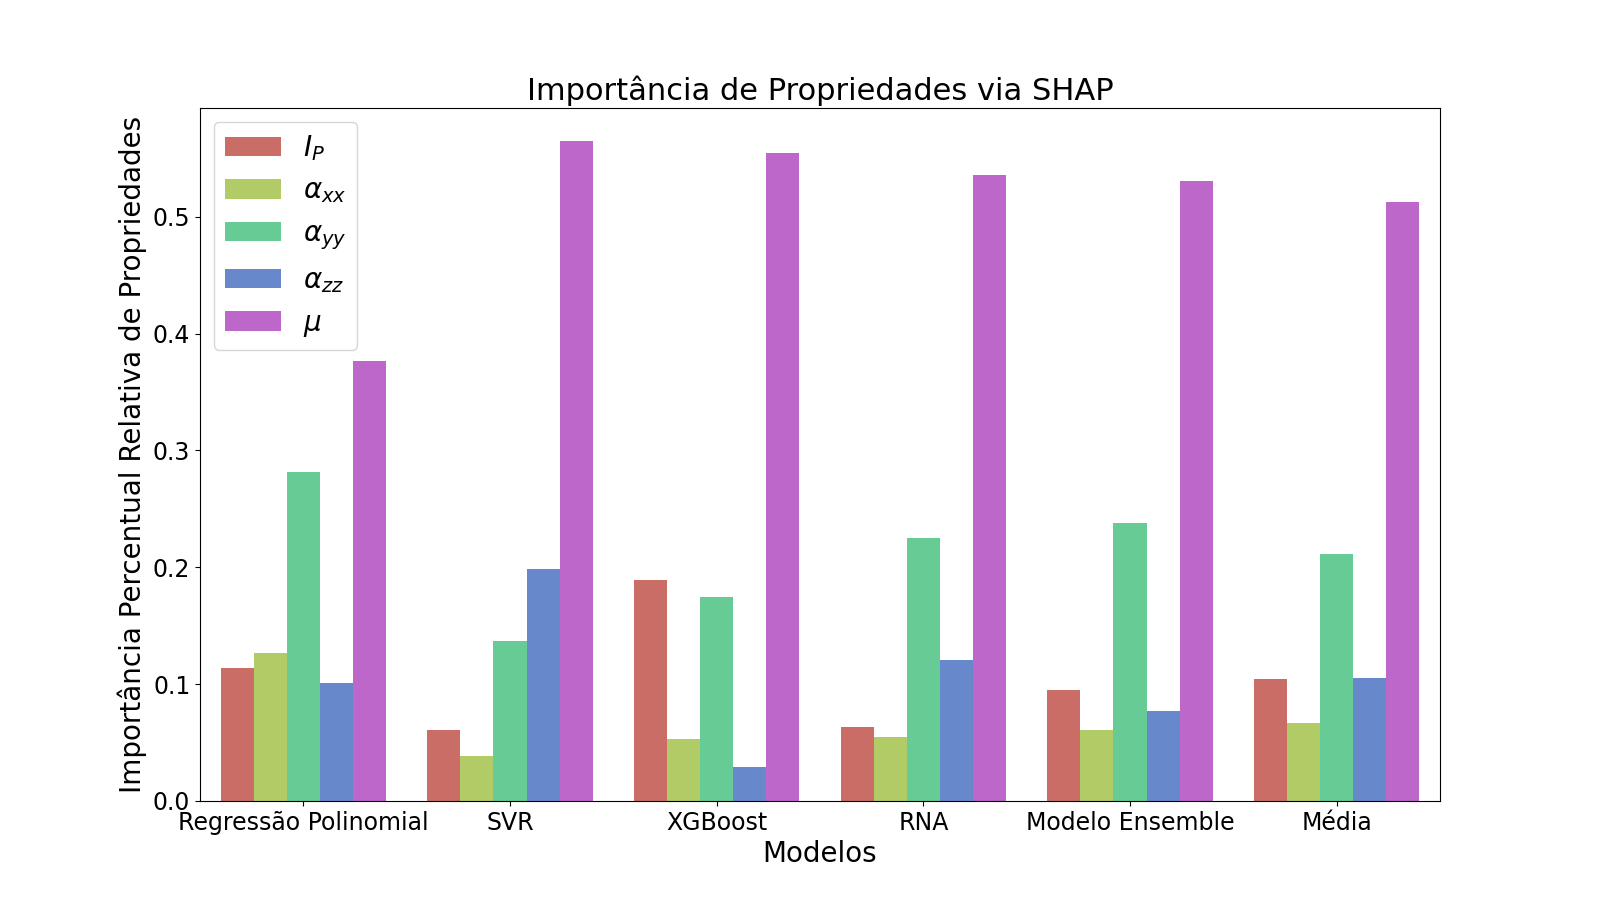 Importância de Propriedades via SHAP
Importância Percentual Relativa de Propriedades
0.5
0.4
0.3
0.2
0.1
0.0
I_P
α_xx
α_yy
α_zz
μ
Regressão Polinomial
SVR
XGBoost
RNA
Modelo Ensemble
Média
Modelos